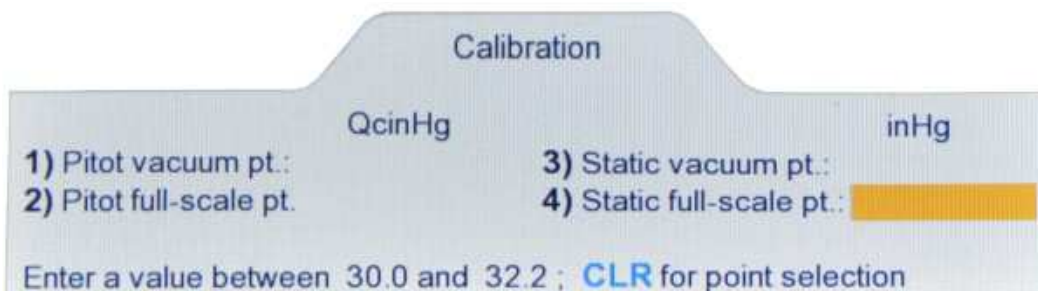 Calibration
QcinHg inHg
1) Pitot vacuum pt.: 3) Static vacuum pt.:
2) Pitot full-scale pt. 4) Static full-scale pt.:
Enter a value between 30.0 and 32.2 ; CLR for point selection